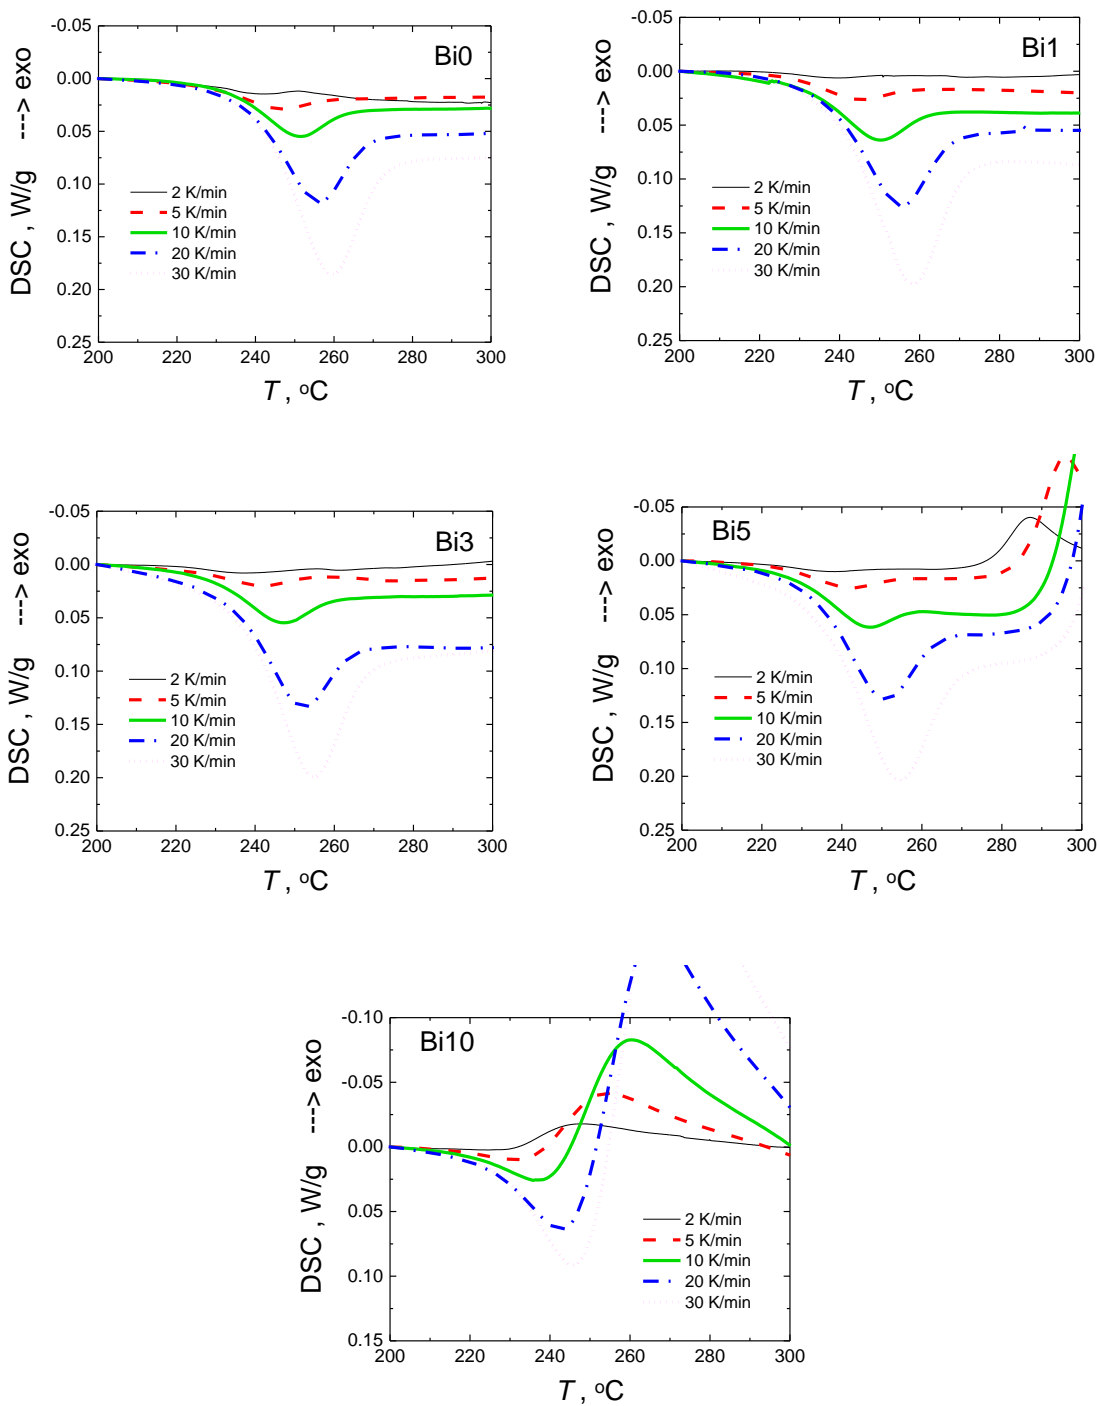 Bi0
DSC , W/g ---> exo
-0.05
0.00
0.05
0.10
0.15
0.20
0.25
2 K/min
5 K/min
10 K/min
20 K/min
30 K/min
200 220 240 260 280 300
T , °C
Bi1
DSC , W/g ---> exo
-0.05
0.00
0.05
0.10
0.15
0.20
0.25
2 K/min
5 K/min
10 K/min
20 K/min
30 K/min
200 220 240 260 280 300
T , °C
Bi3
DSC , W/g ---> exo
-0.05
0.00
0.05
0.10
0.15
0.20
0.25
2 K/min
5 K/min
10 K/min
20 K/min
30 K/min
200 220 240 260 280 300
T , °C
Bi5
DSC , W/g ---> exo
-0.05
0.00
0.05
0.10
0.15
0.20
0.25
2 K/min
5 K/min
10 K/min
20 K/min
30 K/min
200 220 240 260 280 300
T , °C
Bi10
DSC , W/g ---> exo
-0.10
-0.05
0.00
0.05
0.10
0.15
2 K/min
5 K/min
10 K/min
20 K/min
30 K/min
200 220 240 260 280 300
T , °C